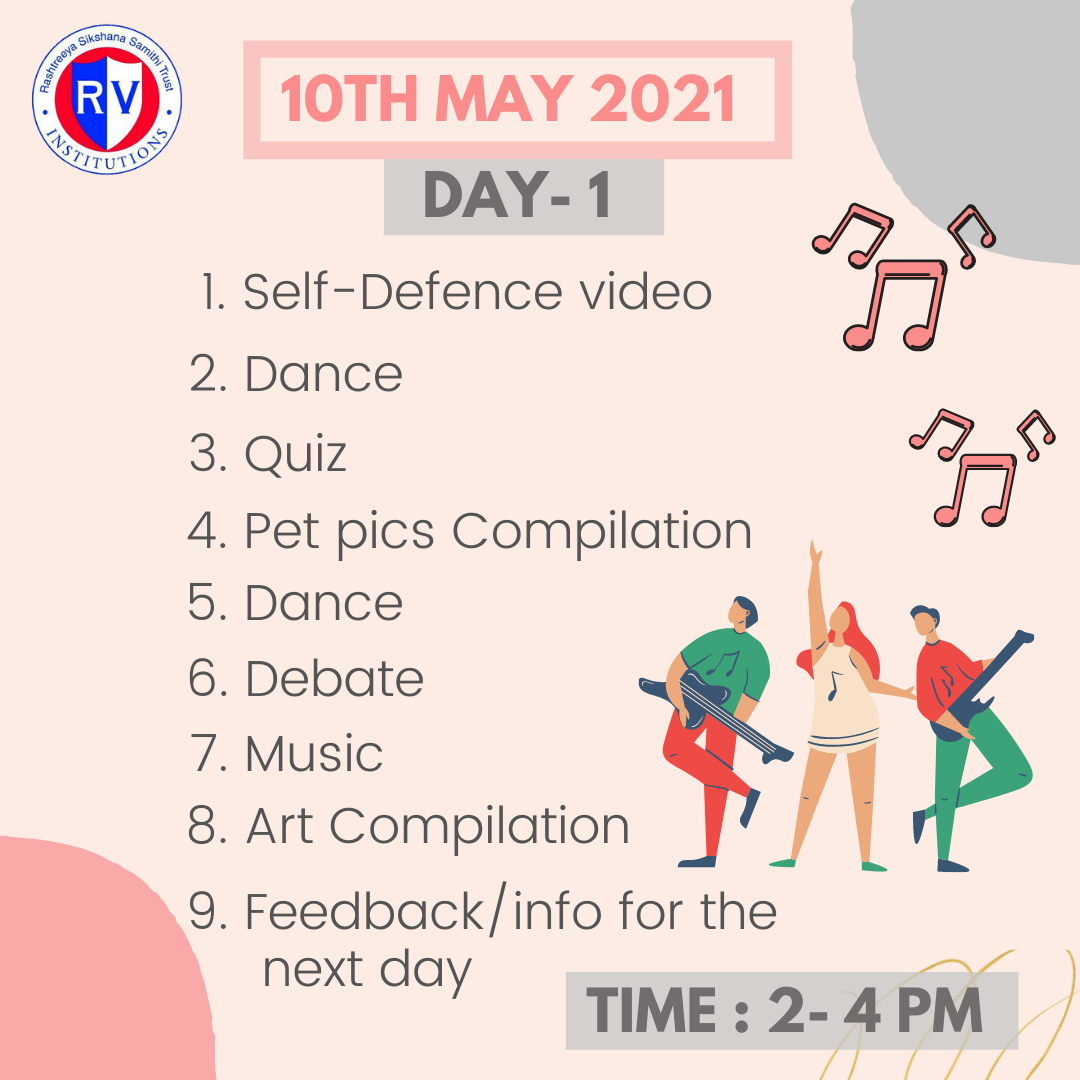 Rashtreeya Sikshana Samithi Trust
RV
INSTITUTIONS
10TH MAY 2021
DAY- 1
1. Self-Defence video
2. Dance
3. Quiz
4. Pet pics Compilation
5. Dance
6. Debate
7. Music
8. Art Compilation
9. Feedback/info for the
next day
TIME : 2- 4 PM